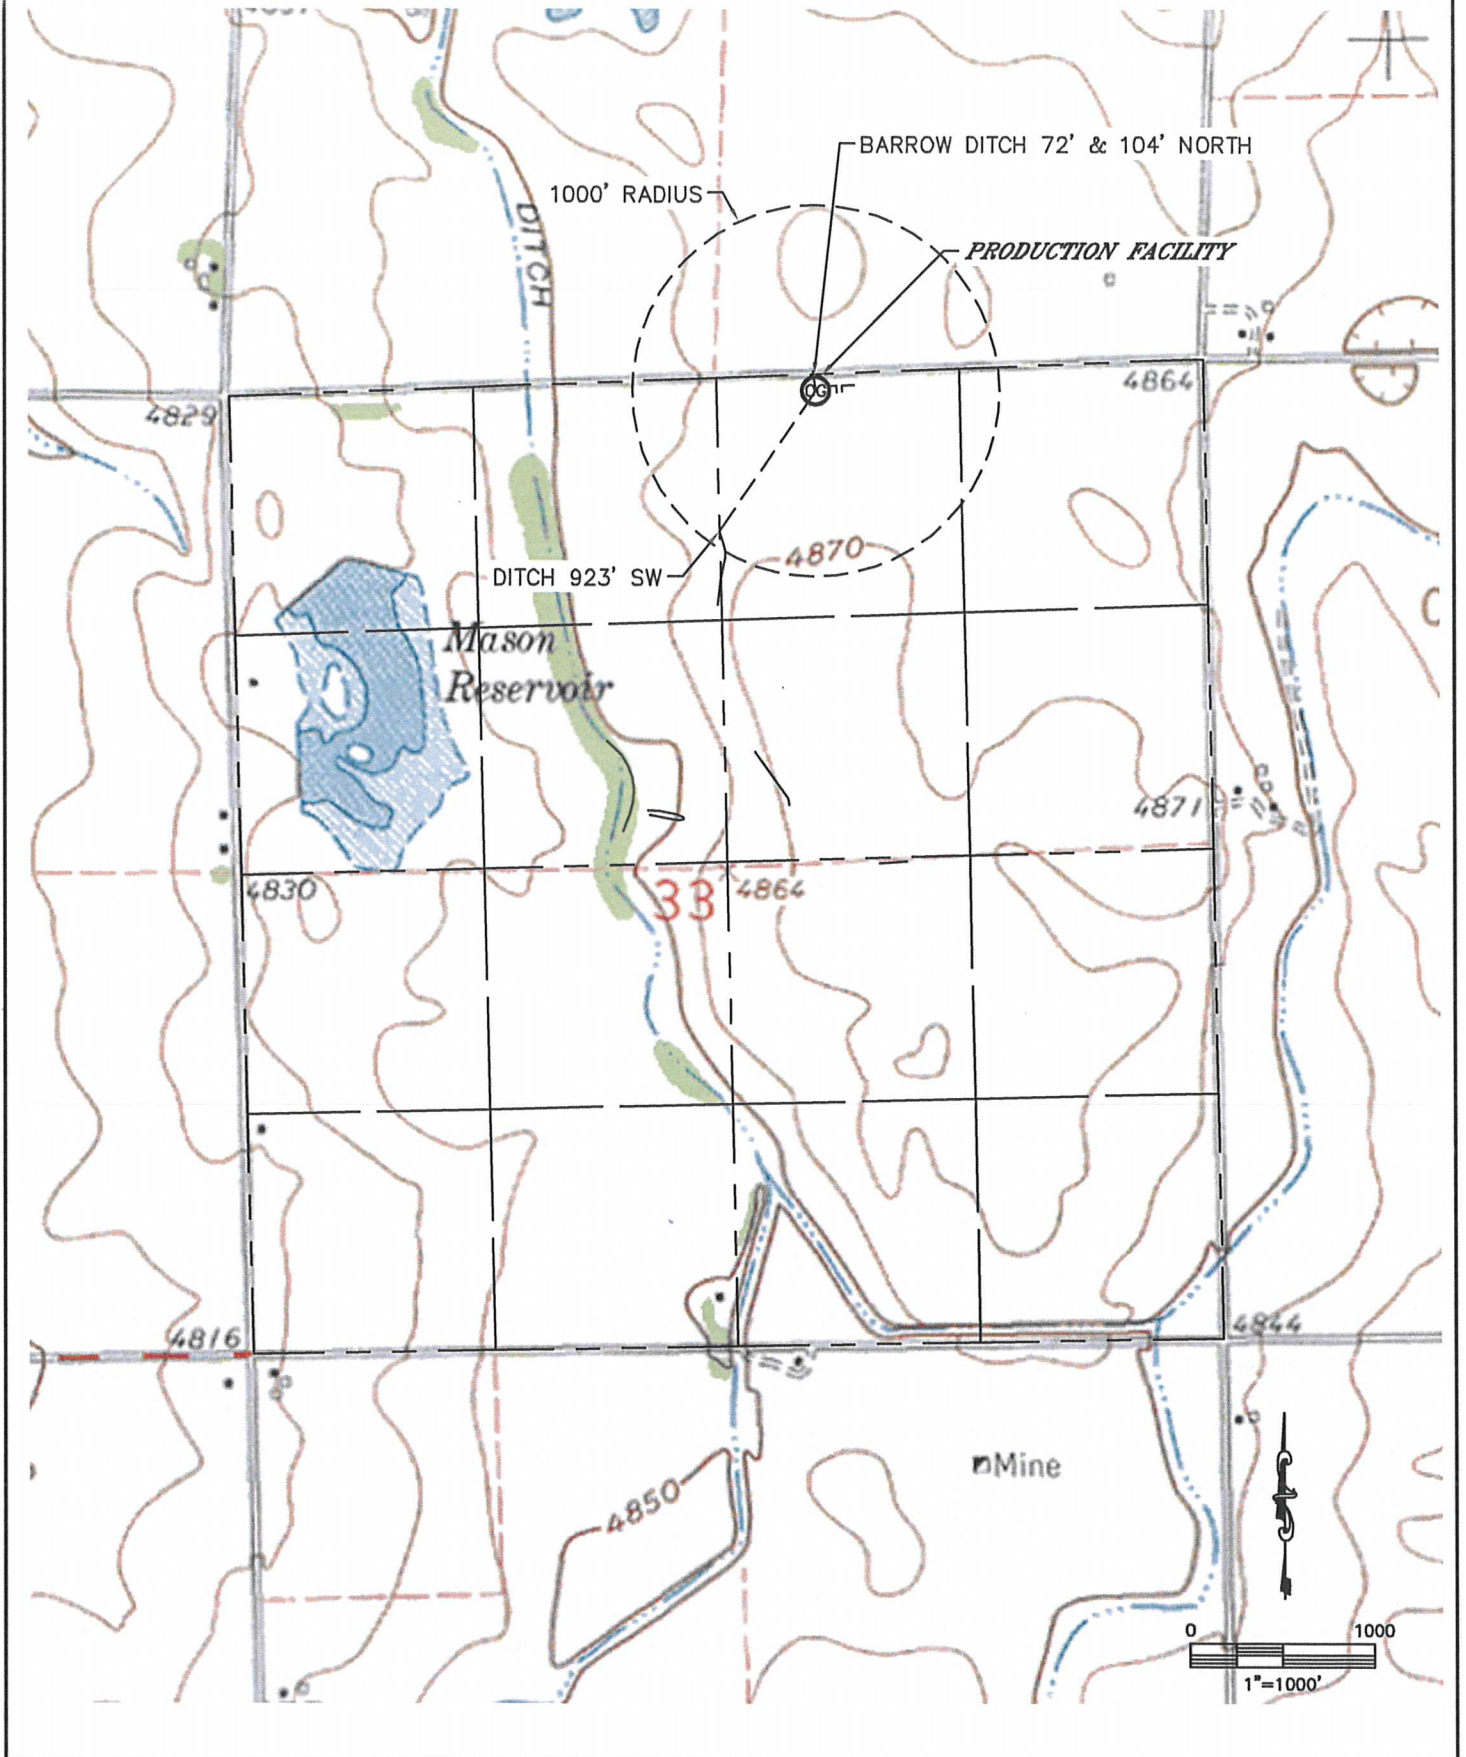 BARROW DITCH 72' & 104' NORTH
1000' RADIUS
PRODUCTION FACILITY
DITCH
4864
4829
OG
4870
DITCH 923' SW
Mason
Reservoir
4871
4830
33
4864
4816
4844
Mine
4850
0 1000
1"=1000'